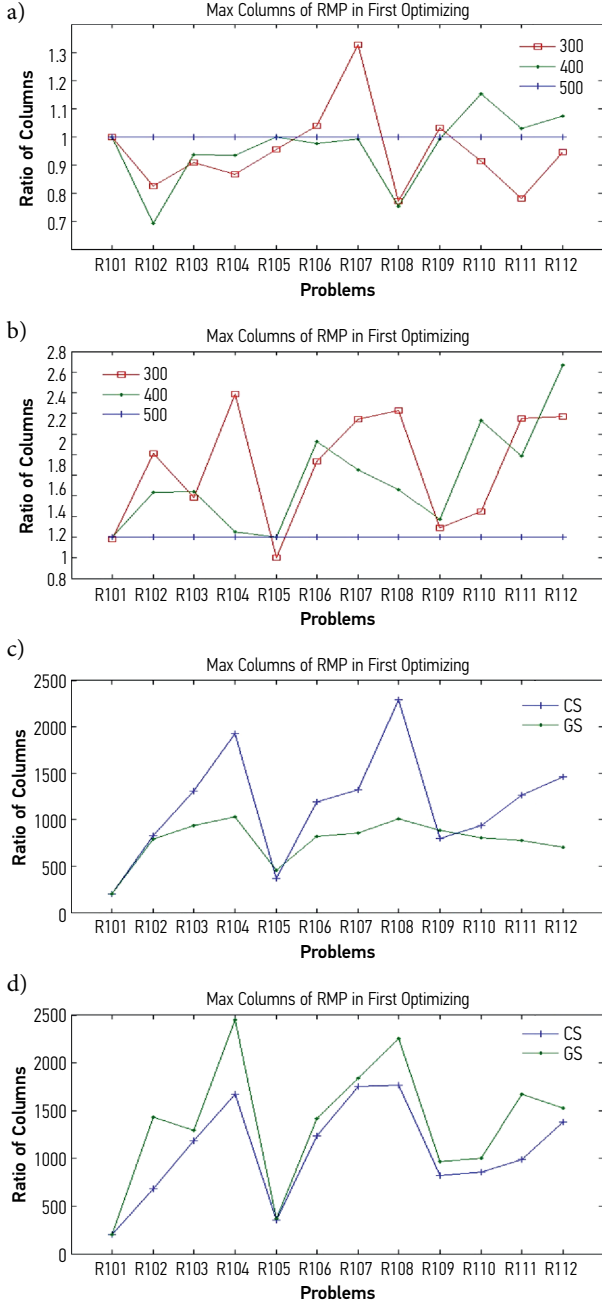 a)
Max Columns of RMP in First Optimizing
1.3
1.2
1.1
1
0.9
0.8
0.7
Ratio of Columns
300
400
500
R101 R102 R103 R104 R105 R106 R107 R108 R109 R110 R111 R112
Problems
b)
Max Columns of RMP in First Optimizing
2.8
2.6
2.4
2.2
2
1.8
1.6
1.4
1.2
1
0.8
Ratio of Columns
300
400
500
R101 R102 R103 R104 R105 R106 R107 R108 R109 R110 R111 R112
Problems
c)
Max Columns of RMP in First Optimizing
2500
2000
1500
1000
500
0
Ratio of Columns
CS
GS
R101 R102 R103 R104 R105 R106 R107 R108 R109 R110 R111 R112
Problems
d)
Max Columns of RMP in First Optimizing
2500
2000
1500
1000
500
0
Ratio of Columns
CS
GS
R101 R102 R103 R104 R105 R106 R107 R108 R109 R110 R111 R112
Problems